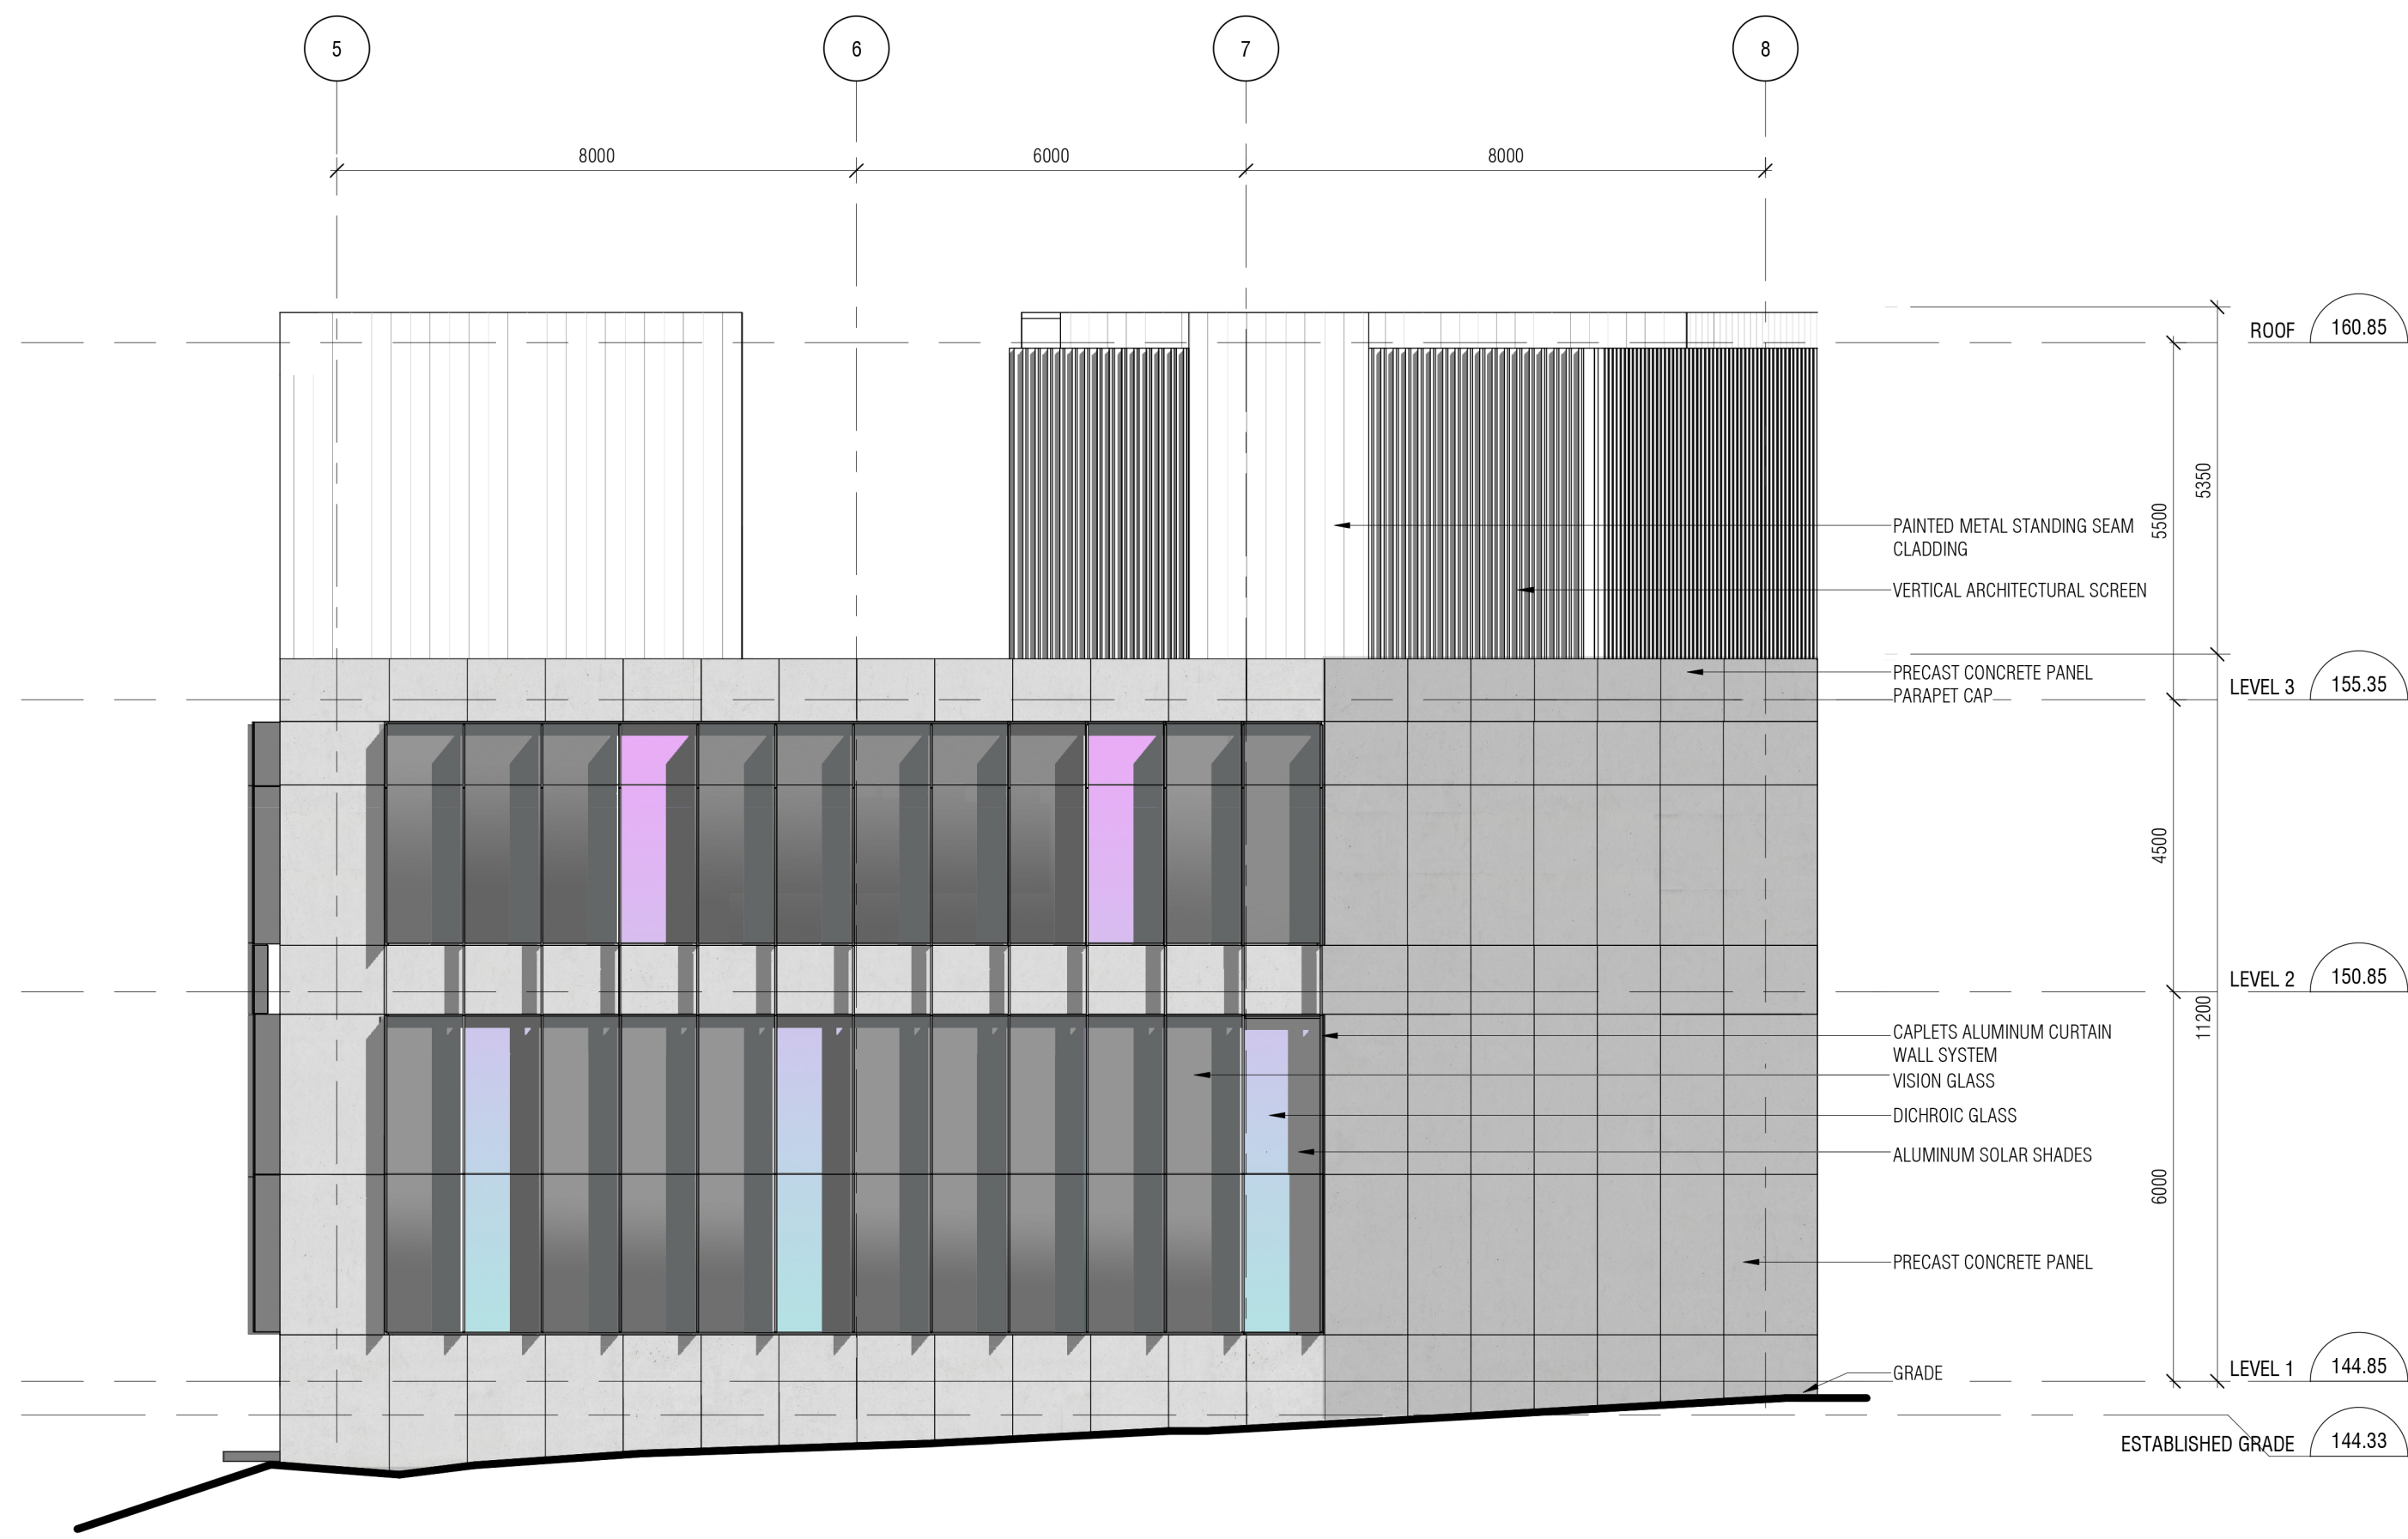 5
6
7
8
8000
6000
8000
ROOF
160.85
5350
5500
PAINTED METAL STANDING SEAM
CLADDING
VERTICAL ARCHITECTURAL SCREEN
PRECAST CONCRETE PANEL
PARAPET CAP
LEVEL 3
155.35
4500
LEVEL 2
150.85
11200
CAPLETS ALUMINUM CURTAIN
WALL SYSTEM
VISION GLASS
DICHROIC GLASS
ALUMINUM SOLAR SHADES
6000
PRECAST CONCRETE PANEL
GRADE
LEVEL 1
144.85
ESTABLISHED GRADE
144.33